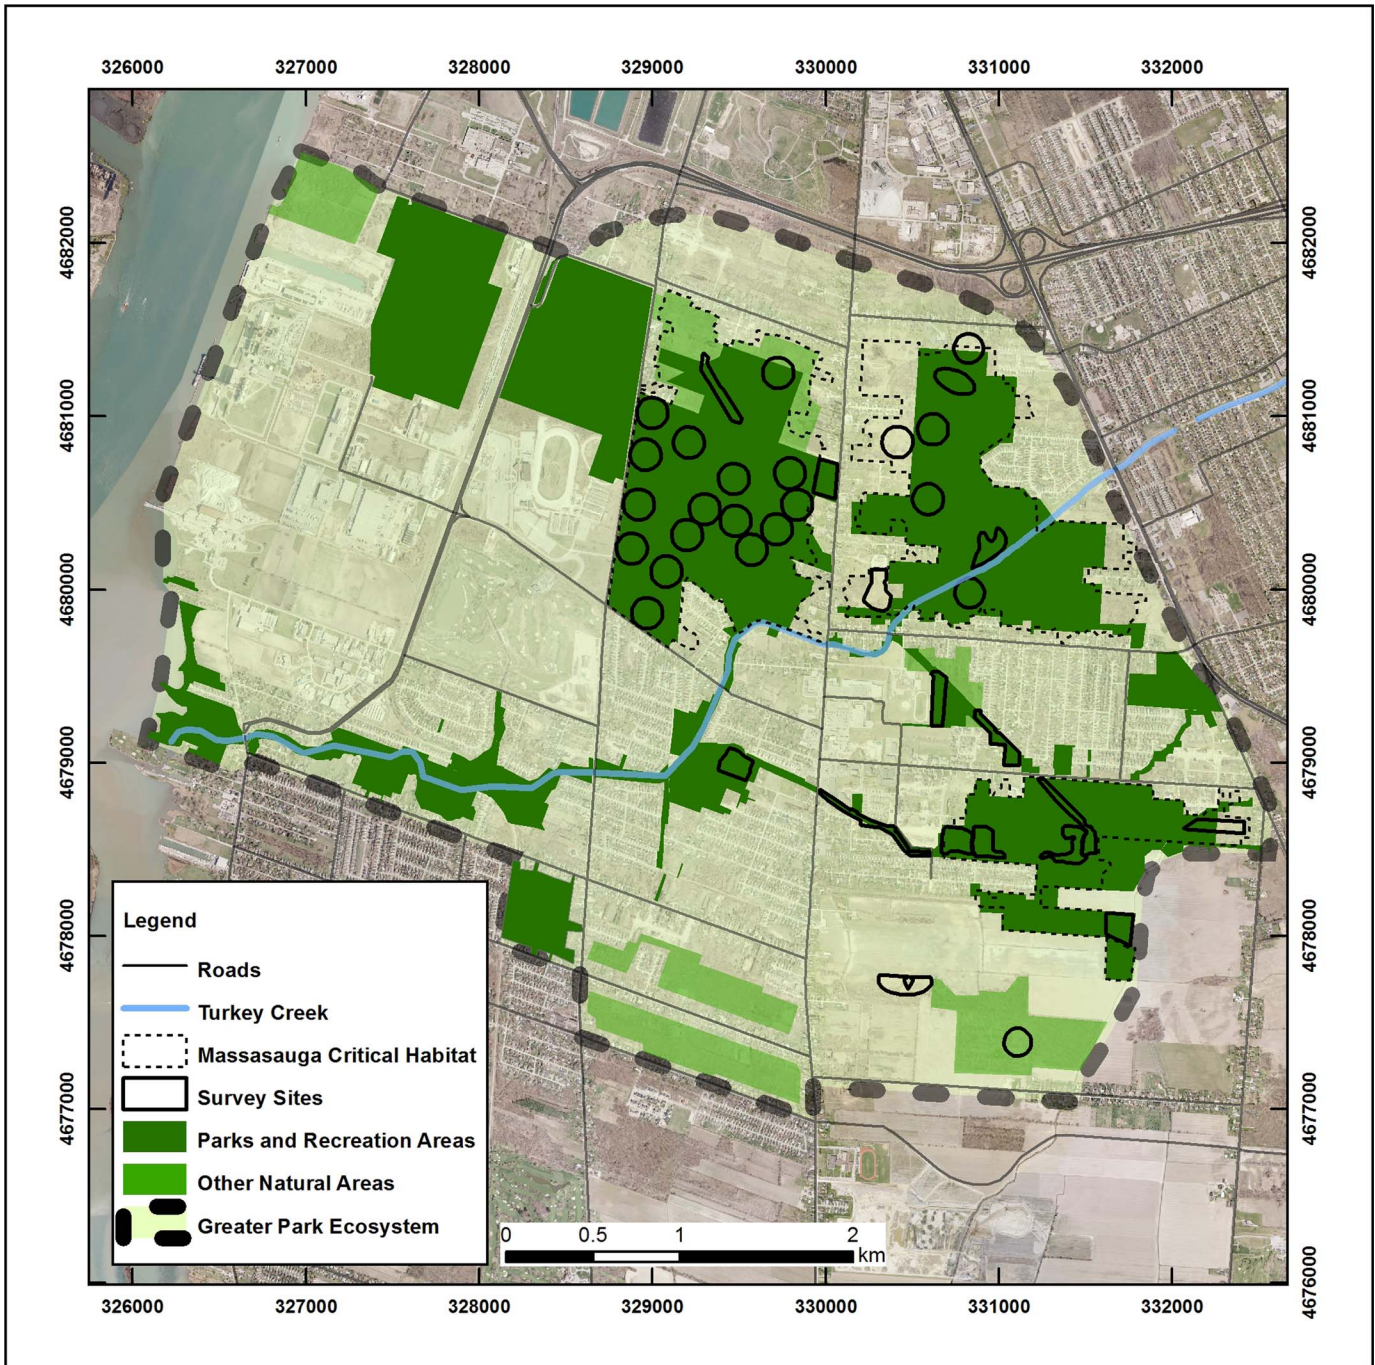 326000 327000 328000 329000 330000 331000 332000
4682000
4681000
4680000
4679000
4678000
4677000
4682000
4681000
4680000
4679000
4678000
4677000
4676000
Legend
Roads
Turkey Creek
Massasauga Critical Habitat
Survey Sites
Parks and Recreation Areas
Other Natural Areas
Greater Park Ecosystem
0 0.5 1 2
km
326000 327000 328000 329000 330000 331000 332000